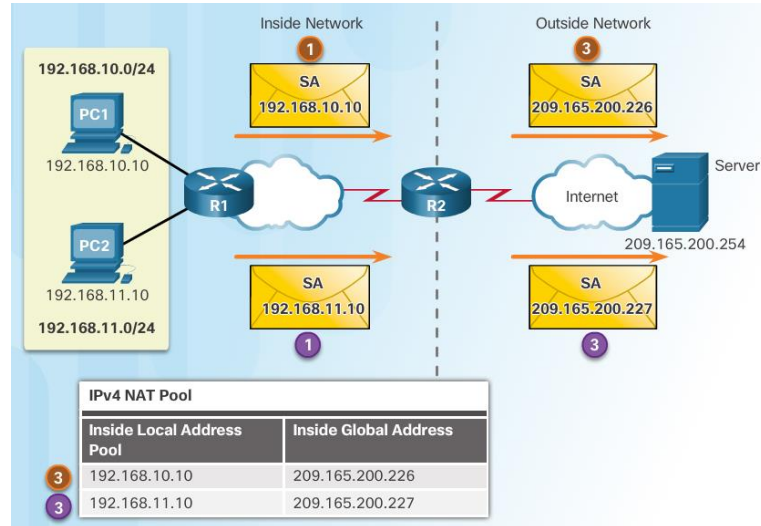 Inside Network
Outside Network
1
3
192.168.10.0/24
SA
192.168.10.10
SA
209.165.200.226
PC1
192.168.10.10
R1
R2
Internet
Server
209.165.200.254
PC2
192.168.11.10
192.168.11.0/24
SA
192.168.11.10
SA
209.165.200.227
1
3
IPv4 NAT Pool
Inside Local Address Pool
Inside Global Address
3
192.168.10.10
209.165.200.226
3
192.168.11.10
209.165.200.227